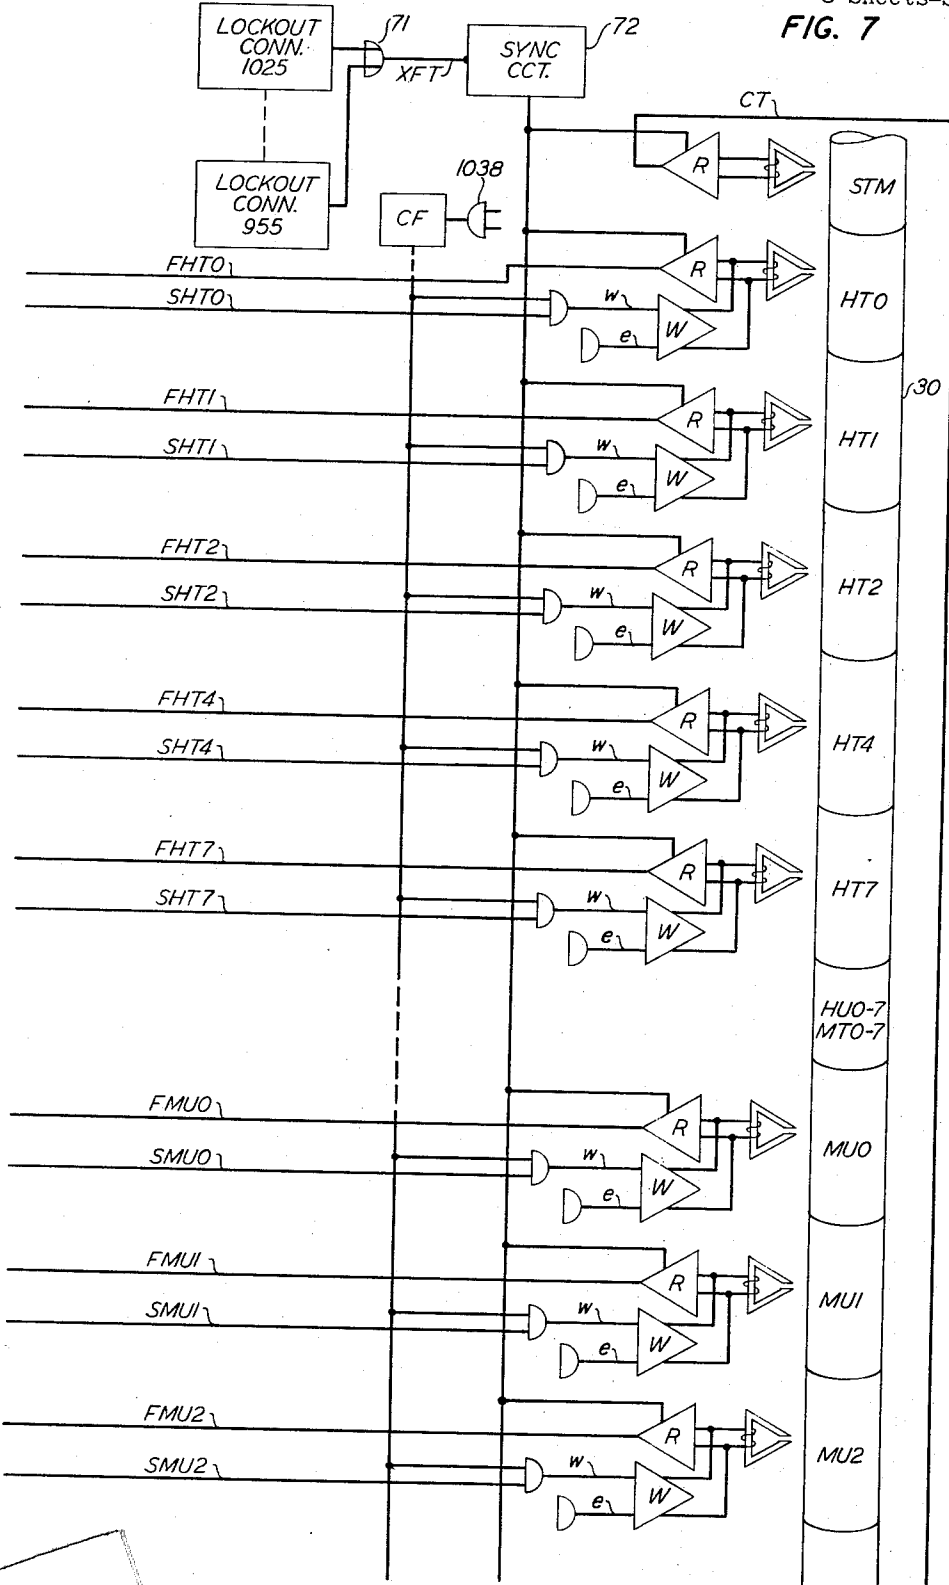 FIG. 7
LOCKOUT
CONN.
1025
71
XFT
SYNC
CCT.
72
CT
LOCKOUT
CONN.
955
CF
1038
R
STM
FHT0
R
SHT0
w
W
e
HT0
30
FHT1
R
SHT1
w
W
e
HT1
FHT2
R
SHT2
w
W
e
HT2
FHT4
R
SHT4
w
W
e
HT4
FHT7
R
SHT7
w
W
e
HT7
HU0-7
MT0-7
FMU0
R
SMU0
w
W
e
MU0
FMU1
R
SMU1
w
W
e
MU1
FMU2
R
SMU2
w
W
e
MU2